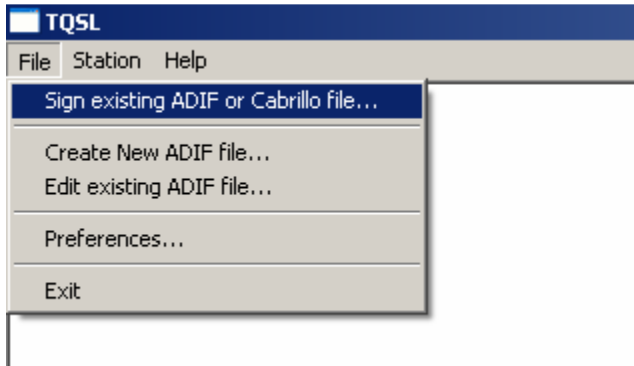 TQSL
File Station Help
Sign existing ADIF or Cabrillo file...
Create New ADIF file...
Edit existing ADIF file...
Preferences...
Exit